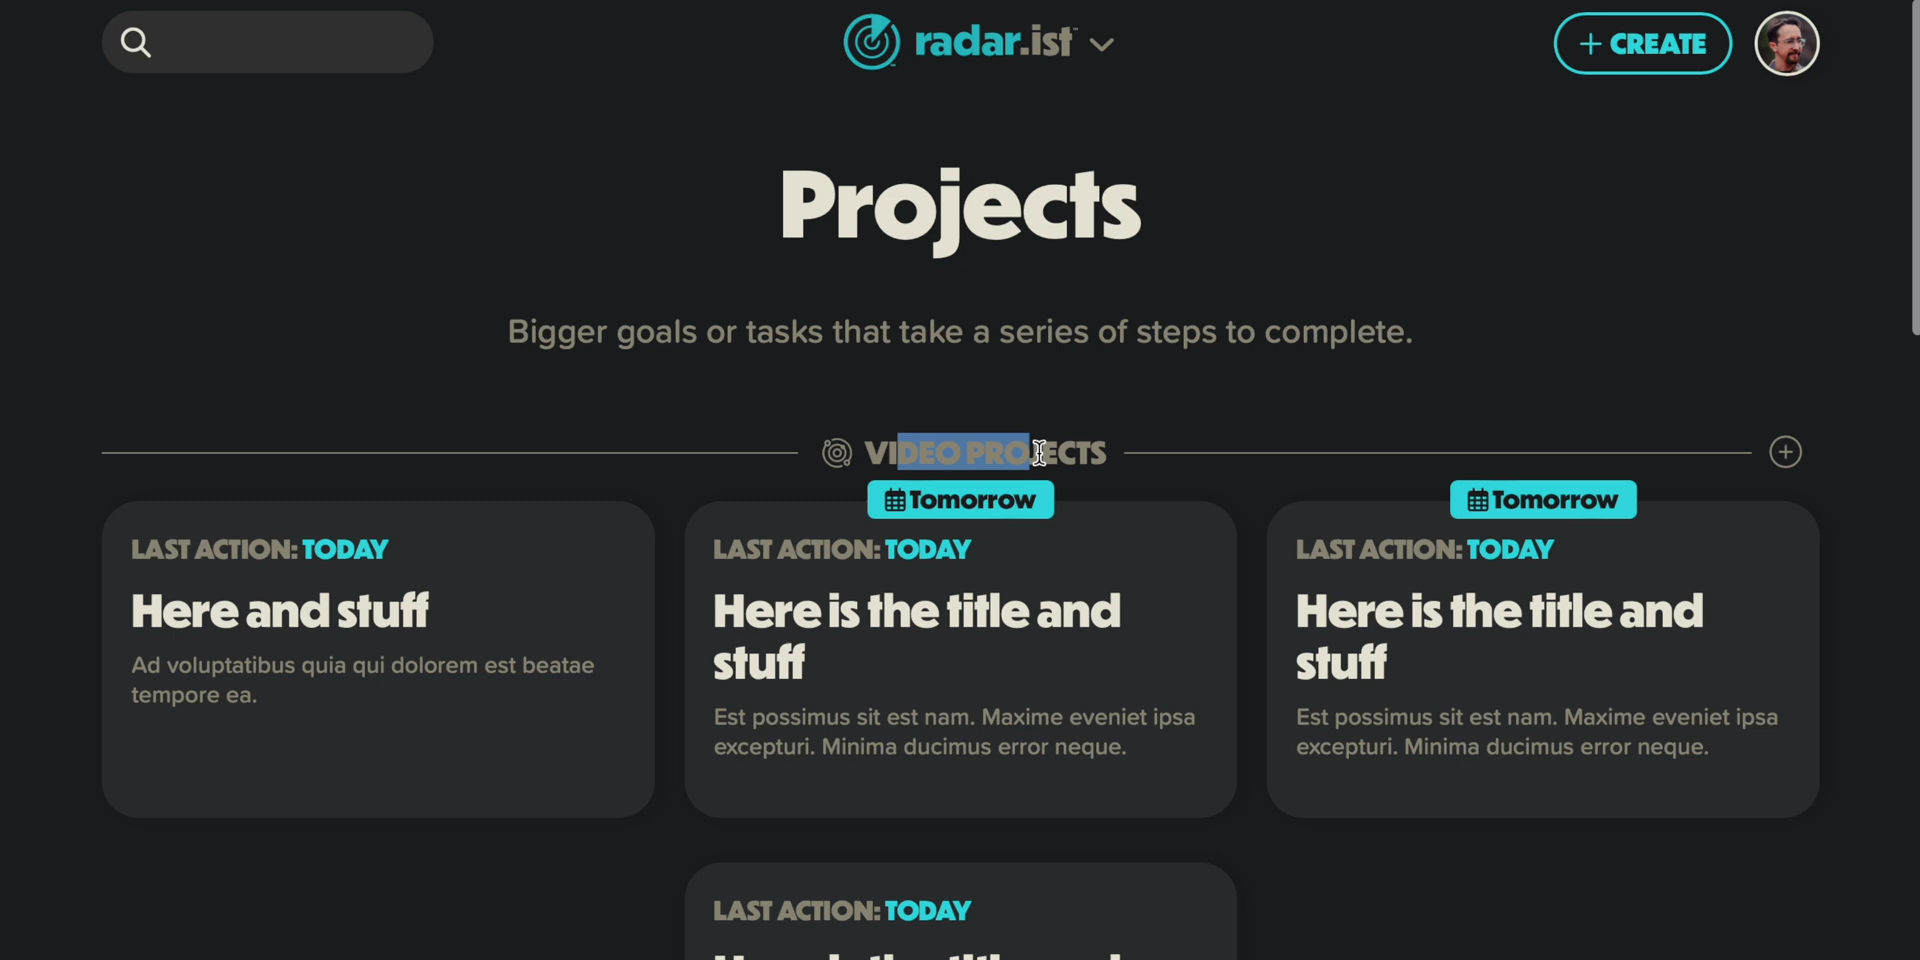 radar.ist™
+ CREATE
Projects
Bigger goals or tasks that take a series of steps to complete.
VIDEO PROJECTS
LAST ACTION: TODAY
Here and stuff
Ad voluptatibus quia qui dolorem est beatae
tempore ea.
Tomorrow
LAST ACTION: TODAY
Here is the title and
stuff
Est possimus sit est nam. Maxime eveniet ipsa
excepturi. Minima ducimus error neque.
Tomorrow
LAST ACTION: TODAY
Here is the title and
stuff
Est possimus sit est nam. Maxime eveniet ipsa
excepturi. Minima ducimus error neque.
LAST ACTION: TODAY